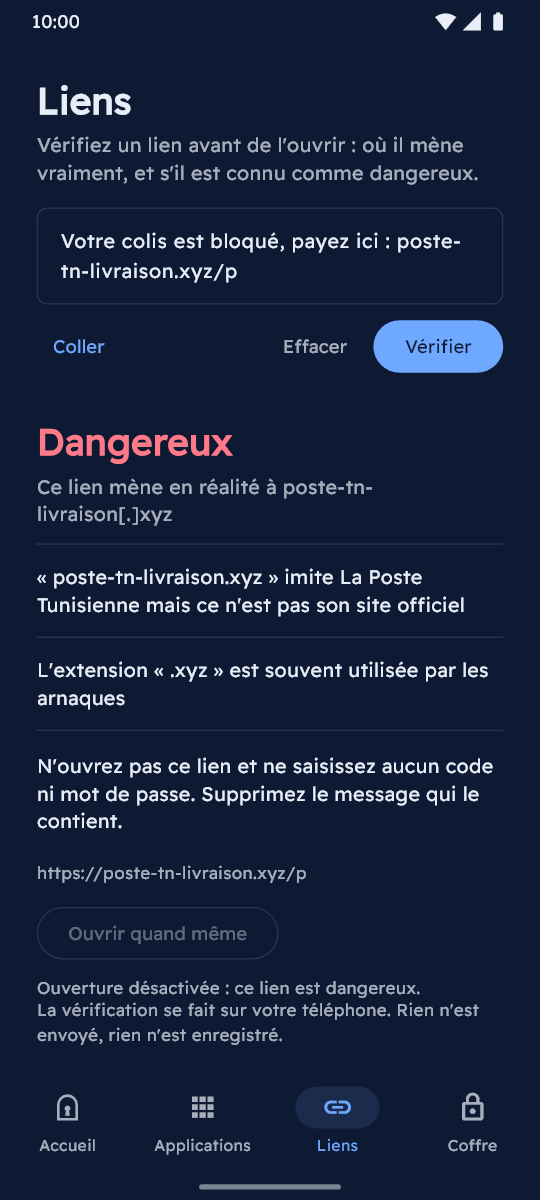 10:00
Liens
Vérifiez un lien avant de l'ouvrir : où il mène
vraiment, et s'il est connu comme dangereux.
Votre colis est bloqué, payez ici : poste-
tn-livraison.xyz/p
Coller
Effacer
Vérifier
Dangereux
Ce lien mène en réalité à poste-tn-
livraison[.]xyz
« poste-tn-livraison.xyz » imite La Poste
Tunisienne mais ce n'est pas son site officiel
L'extension « .xyz » est souvent utilisée par les
arnaques
N'ouvrez pas ce lien et ne saisissez aucun code
ni mot de passe. Supprimez le message qui le
contient.
https://poste-tn-livraison.xyz/p
Ouvrir quand même
Ouverture désactivée : ce lien est dangereux.
La vérification se fait sur votre téléphone. Rien n'est
envoyé, rien n'est enregistré.
Accueil
Applications
Liens
Coffre